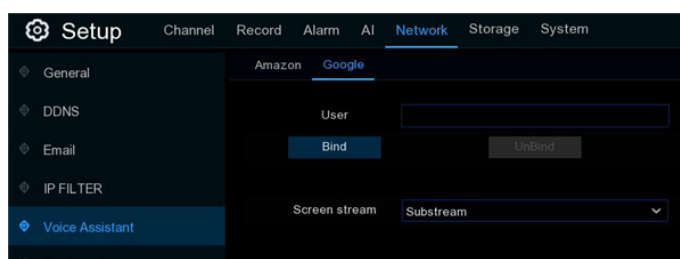 Setup Channel Record Alarm AI Network Storage System
Amazon Google
General
User
DDNS
Bind UnBind
Email
IP FILTER
Screen stream Substream
Voice Assistant